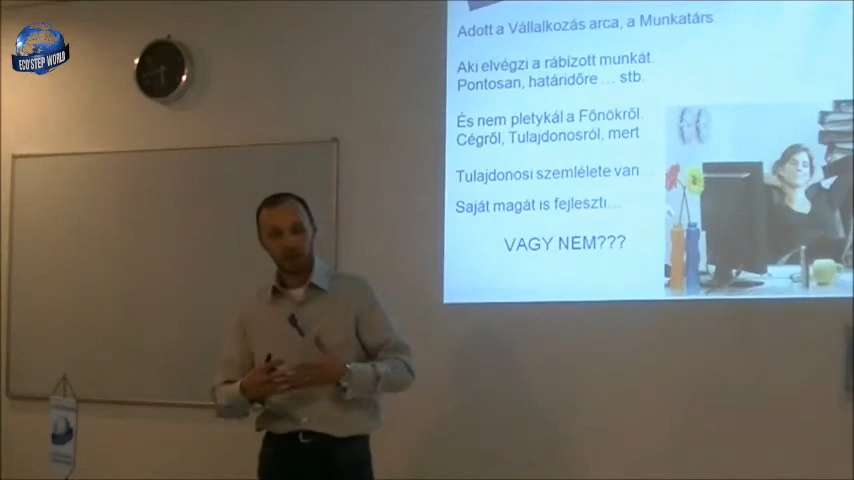 ECO'STEP WORLD
Adott a Vállalkozás arca, a Munkatárs
Aki elvégzi a rábízott munkát.
Pontosan, határidőre … stb.
És nem pletykál a Főnökről.
Cégről, Tulajdonosról, mert
Tulajdonosi szemlélete van…
Saját magát is fejleszti…
VAGY NEM???